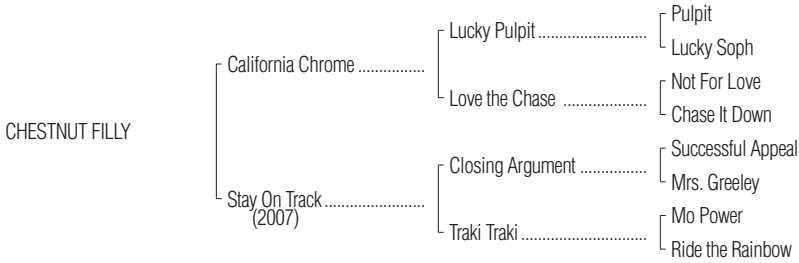 Pulpit
Lucky Pulpit ..........................
Lucky Soph
California Chrome ................
Not For Love
Love the Chase ....................
Chase It Down
CHESTNUT FILLY
Successful Appeal
Closing Argument ................
Mrs. Greeley
Stay On Track ........................
(2007)
Mo Power
Traki Traki ..............................
Ride the Rainbow